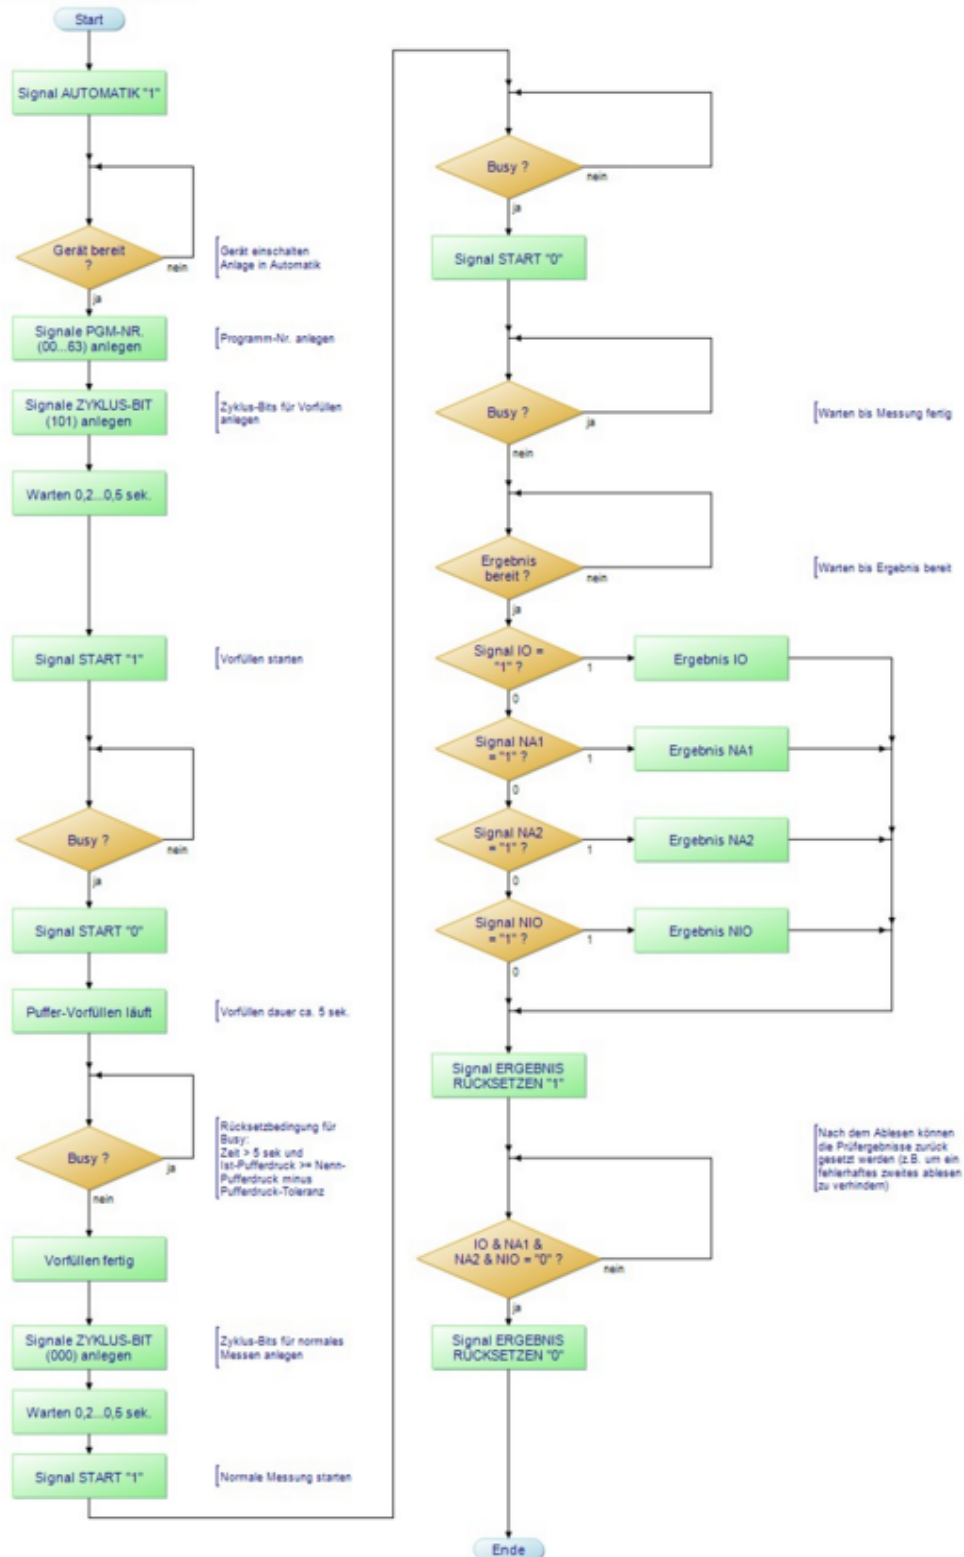 Start
Signal AUTOMATIK "1"
Gerät bereit
?
nein
ja
Gerät einschalten
Anlage in Automatik
Signale PGM-NR.
(00...63) anlegen
Programm-Nr. anlegen
Signale ZYKLUS-BIT
(101) anlegen
Zyklus-Bits für Vorfüllen
anlegen
Warten 0,2...0,5 sek.
Signal START "1"
Vorfüllen starten
Busy ?
nein
ja
Signal START "0"
Puffer-Vorfüllen läuft
Vorfüllen dauer ca. 5 sek.
Busy ?
ja
nein
Rücksetzbedingung für
Busy:
Zeit > 5 sek und
Ist-Pufferdruck >= Nenn-
Pufferdruck minus
Pufferdruck-Toleranz
Vorfüllen fertig
Signale ZYKLUS-BIT
(000) anlegen
Zyklus-Bits für normales
Messen anlegen
Warten 0,2...0,5 sek.
Signal START "1"
Normale Messung starten
Busy ?
nein
ja
Signal START "0"
Busy ?
ja
nein
Warten bis Messung fertig
Ergebnis
bereit ?
nein
ja
Warten bis Ergebnis bereit
Signal IO =
"1" ?
1
0
Ergebnis IO
Signal NA1
= "1" ?
1
0
Ergebnis NA1
Signal NA2
= "1" ?
1
0
Ergebnis NA2
Signal NIO
= "1" ?
1
0
Ergebnis NIO
Signal ERGEBNIS
RÜCKSETZEN "1"
Nach dem Ablesen können
die Prüfergebnisse zurück
gesetzt werden (z.B. um ein
fehlerhaftes zweites ablesen
zu verhindern)
IO & NA1 &
NA2 & NIO = "0" ?
nein
ja
Signal ERGEBNIS
RÜCKSETZEN "0"
Ende